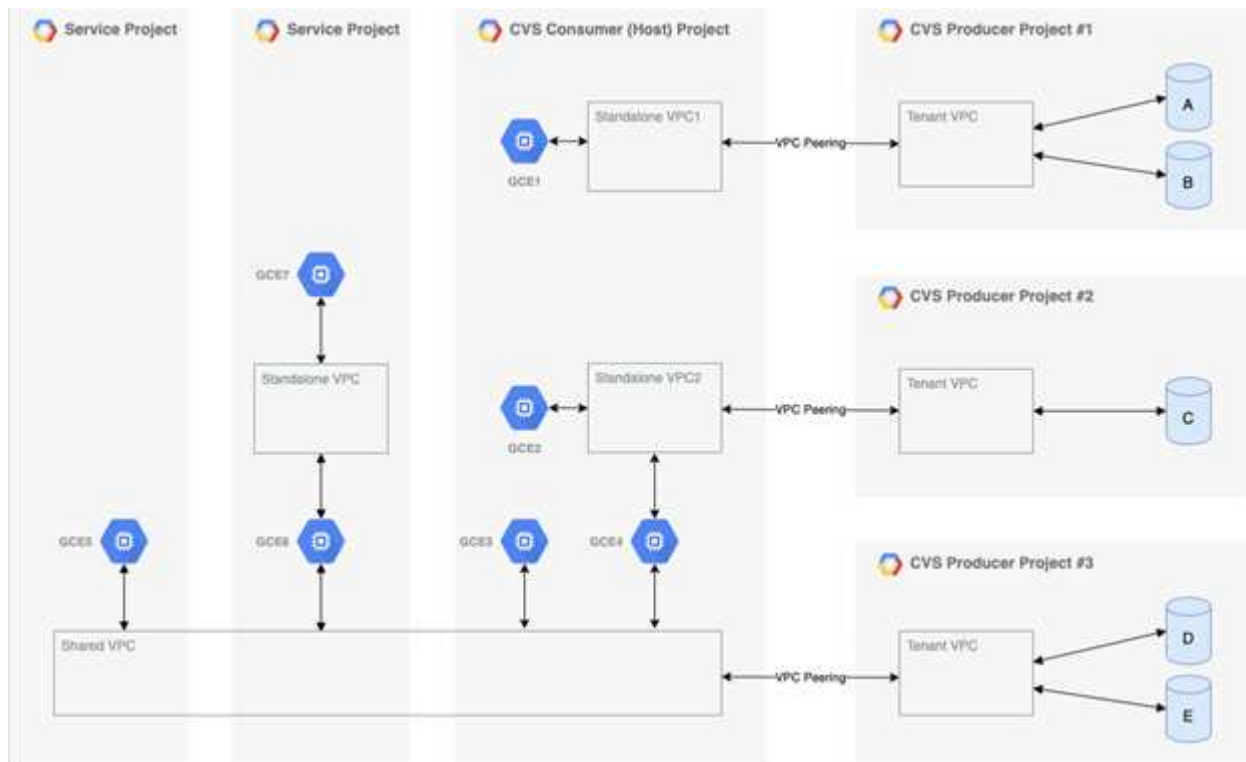 Service Project
Service Project
CVS Consumer (Host) Project
CVS Producer Project #1
Standalone VPC1
VPC Peering
Tenant VPC
A
B
GCE1
GCE7
CVS Producer Project #2
Standalone VPC
Standalone VPC2
GCE2
VPC Peering
Tenant VPC
C
GCE5
GCE6
GCE3
GCE4
CVS Producer Project #3
Shared VPC
VPC Peering
Tenant VPC
D
E